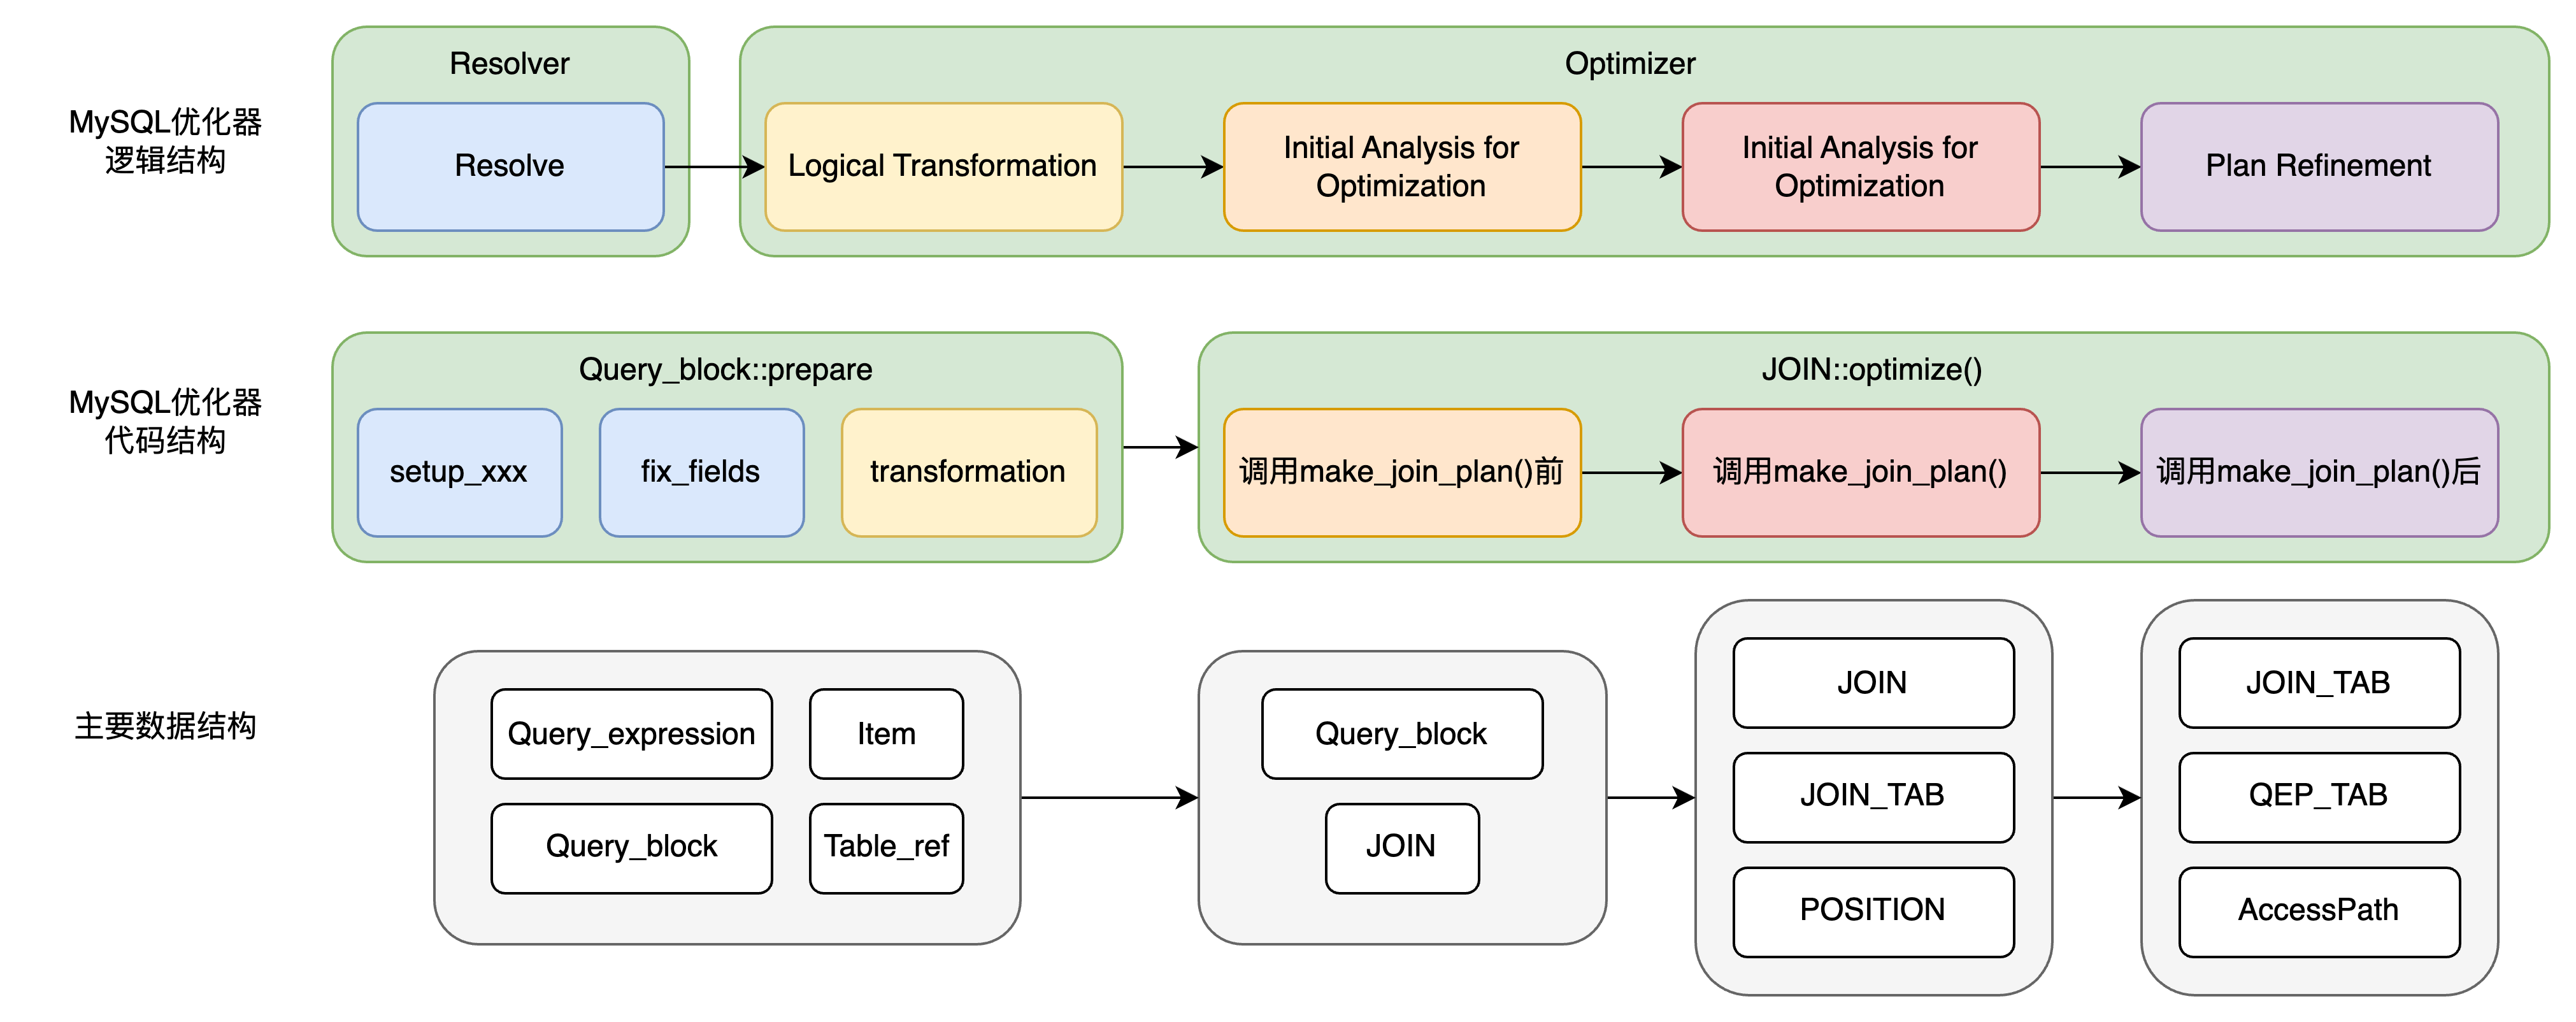 Resolver
Optimizer
MySQL优化器
逻辑结构
Resolve
Logical Transformation
Initial Analysis for
Optimization
Initial Analysis for
Optimization
Plan Refinement
Query_block::prepare
JOIN::optimize()
MySQL优化器
代码结构
setup_xxx
fix_fields
transformation
调用make_join_plan()前
调用make_join_plan()
调用make_join_plan()后
主要数据结构
Query_expression
Item
Query_block
Table_ref
Query_block
JOIN
JOIN
JOIN_TAB
POSITION
JOIN_TAB
QEP_TAB
AccessPath